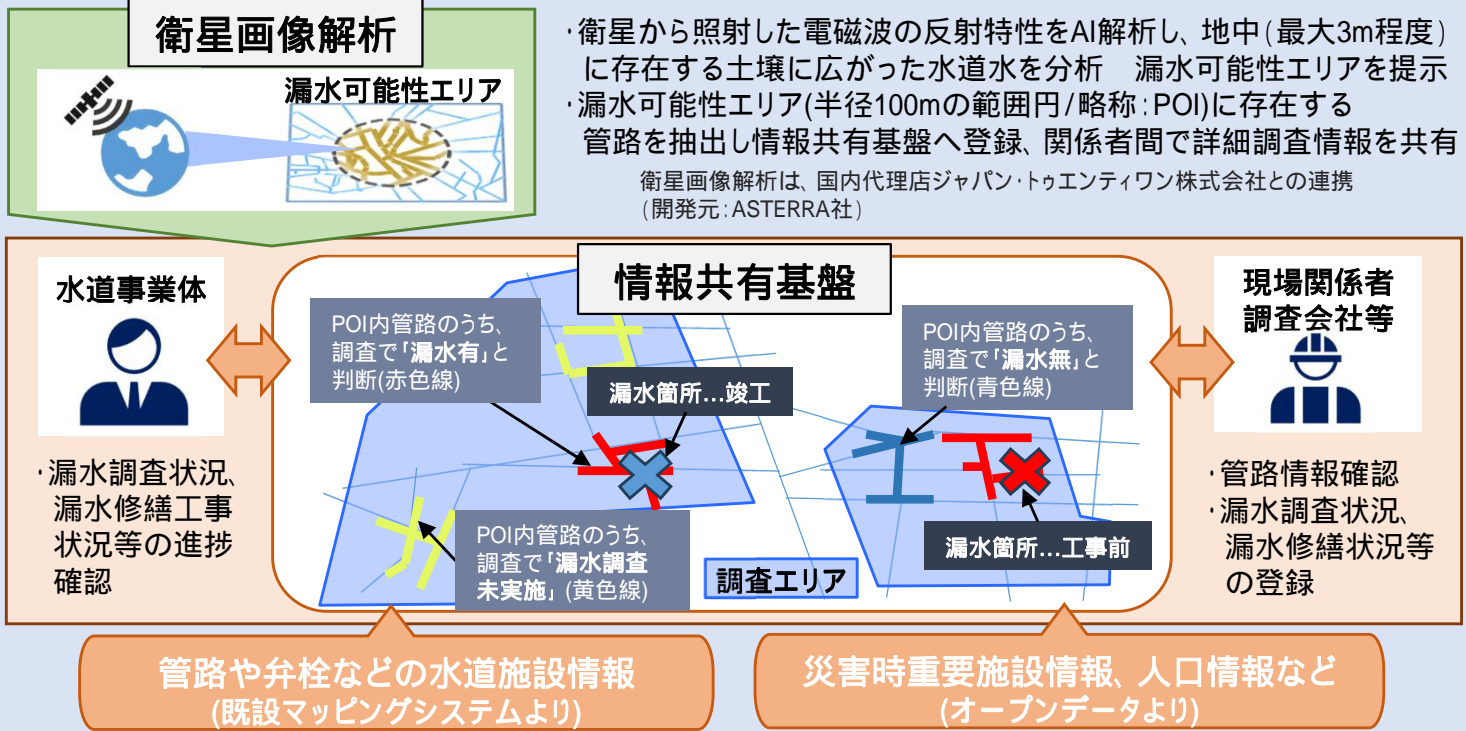 衛星画像解析
漏水可能性エリア
・衛星から照射した電磁波の反射特性をAI解析し、地中(最大3m程度)
に存在する土壌に広がった水道水を分析　漏水可能性エリアを提示
・漏水可能性エリア(半径100mの範囲円/略称:POI)に存在する
管路を抽出し情報共有基盤へ登録、関係者間で詳細調査情報を共有
衛星画像解析は、国内代理店ジャパン・トゥエンティワン株式会社との連携
(開発元:ASTERRA社)
水道事業体
・漏水調査状況、
漏水修繕工事
状況等の進捗
確認
情報共有基盤
POI内管路のうち、
調査で「漏水有」と
判断(赤色線)
漏水箇所…竣工
POI内管路のうち、
調査で「漏水無」と
判断(青色線)
POI内管路のうち、
調査で「漏水調査
未実施」(黄色線)
調査エリア
漏水箇所…工事前
現場関係者
調査会社等
・管路情報確認
・漏水調査状況、
漏水修繕状況等
の登録
管路や弁栓などの水道施設情報
(既設マッピングシステムより)
災害時重要施設情報、人口情報など
(オープンデータより)